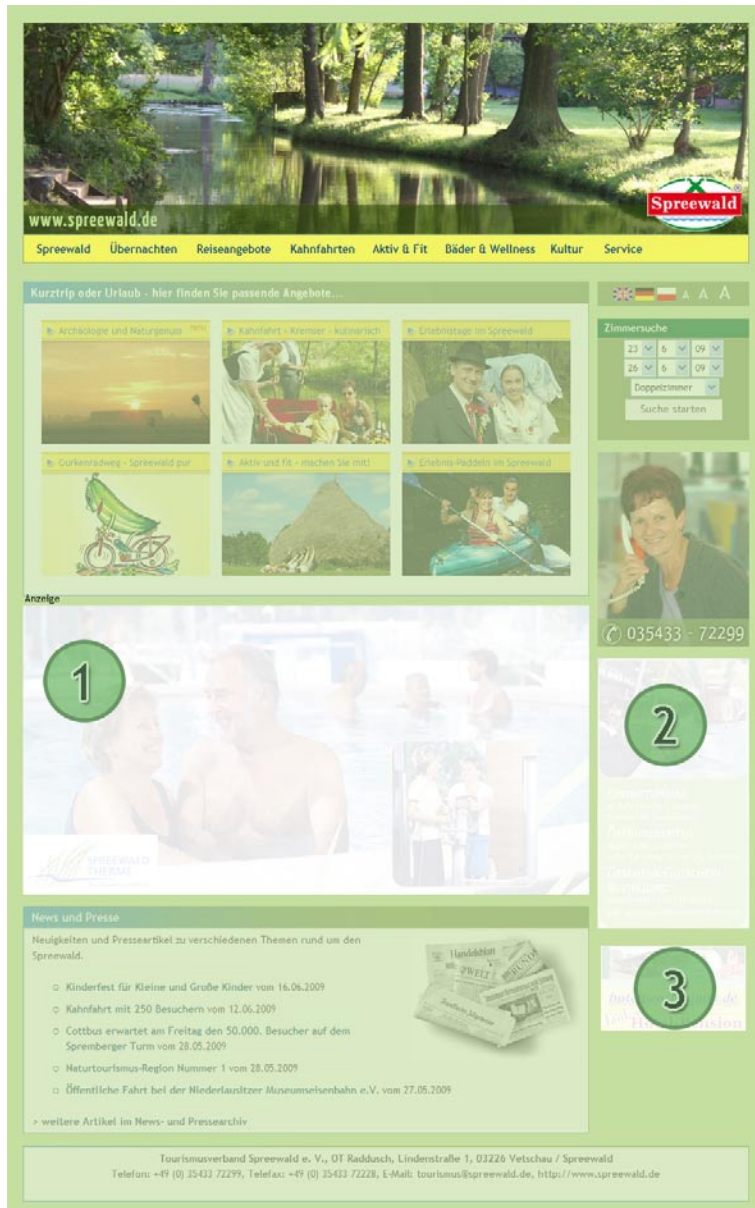 www.spreewald.de
Spreewald
Spreewald Übernachten Reiseangebote Kahnfahrten Aktiv & Fit Bäder & Wellness Kultur Service
Kurztrip oder Urlaub - hier finden Sie passende Angebote...
A A A
Archäologie und Naturgenuss
Kahnfahrt - Kremser - kulinarisch
Erlebnistage im Spreewald
Zimmersuche
23 6 09
26 6 09
Doppelzimmer
Suche starten
Gurkenradweg - Spreewald pur
Aktiv und fit - machen Sie mit!
Erlebnis-Paddeln im Spreewald
035433 - 72299
Anzeige
1
SPREEWALD
THERME
2
News und Presse
Neuigkeiten und Presseartikel zu verschiedenen Themen rund um den
Spreewald.
Kinderfest für Kleine und Große Kinder vom 16.06.2009
Kahnfahrt mit 250 Besuchern vom 12.06.2009
Cottbus erwartet am Freitag den 50.000. Besucher auf dem
Spremberger Turm vom 28.05.2009
Naturtourismus-Region Nummer 1 vom 28.05.2009
Öffentliche Fahrt bei der Niederlausitzer Museumseisenbahn e.V. vom 27.05.2009
> weitere Artikel im News- und Pressearchiv
Handelsblatt
3
Tourismusverband Spreewald e. V., OT Raddusch, Lindenstraße 1, 03226 Vetschau / Spreewald
Telefon: +49 (0) 35433 72299, Telefax: +49 (0) 35433 72228, E-Mail: tourismus@spreewald.de, http://www.spreewald.de